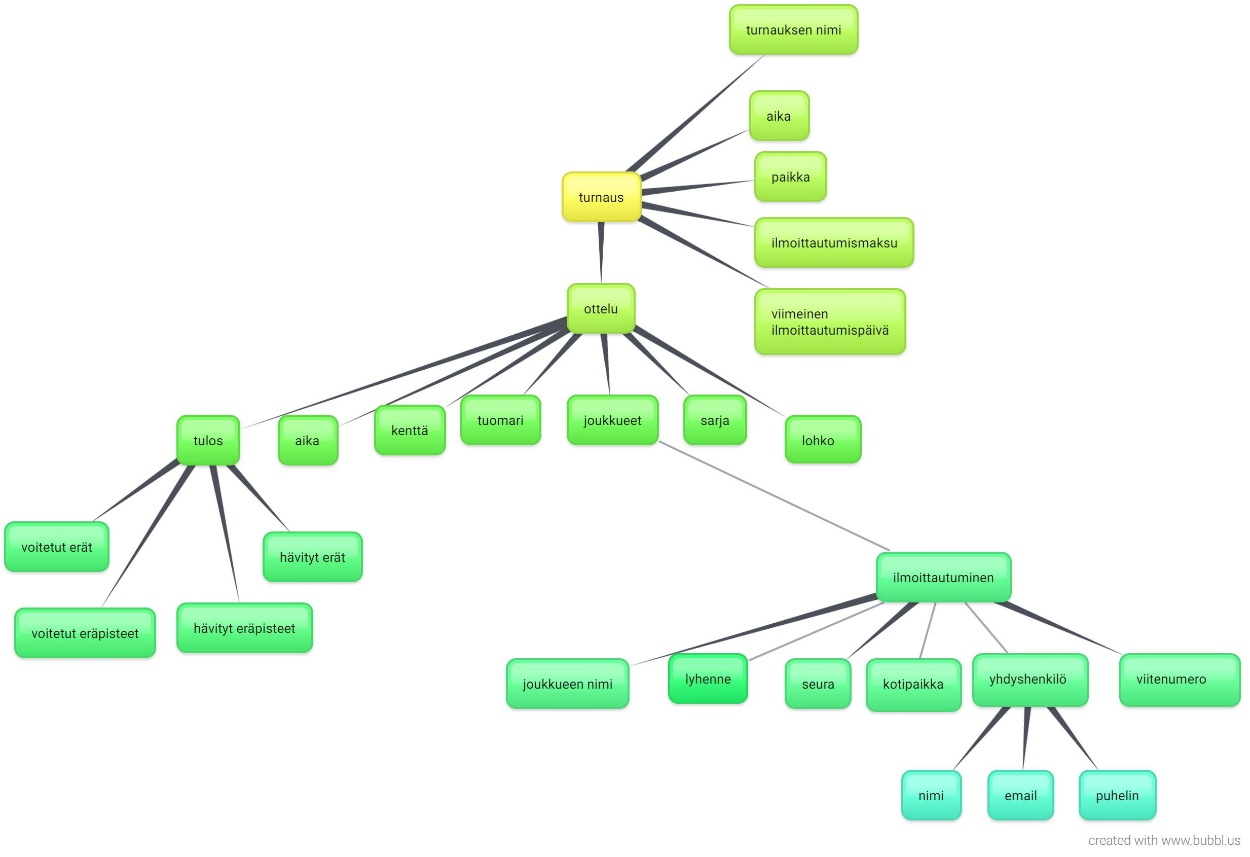 turnauksen nimi
aika
paikka
turnaus
ilmoittautumismaksu
viimeinen
ilmoittautumispäivä
ottelu
tulos
aika
kenttä
tuomari
joukkueet
sarja
lohko
voitetut erät
hävityt erät
voitetut eräpisteet
hävityt eräpisteet
ilmoittautuminen
joukkueen nimi
lyhenne
seura
kotipaikka
yhdyshenkilö
viitenumero
nimi
email
puhelin
created with www.bubbl.us